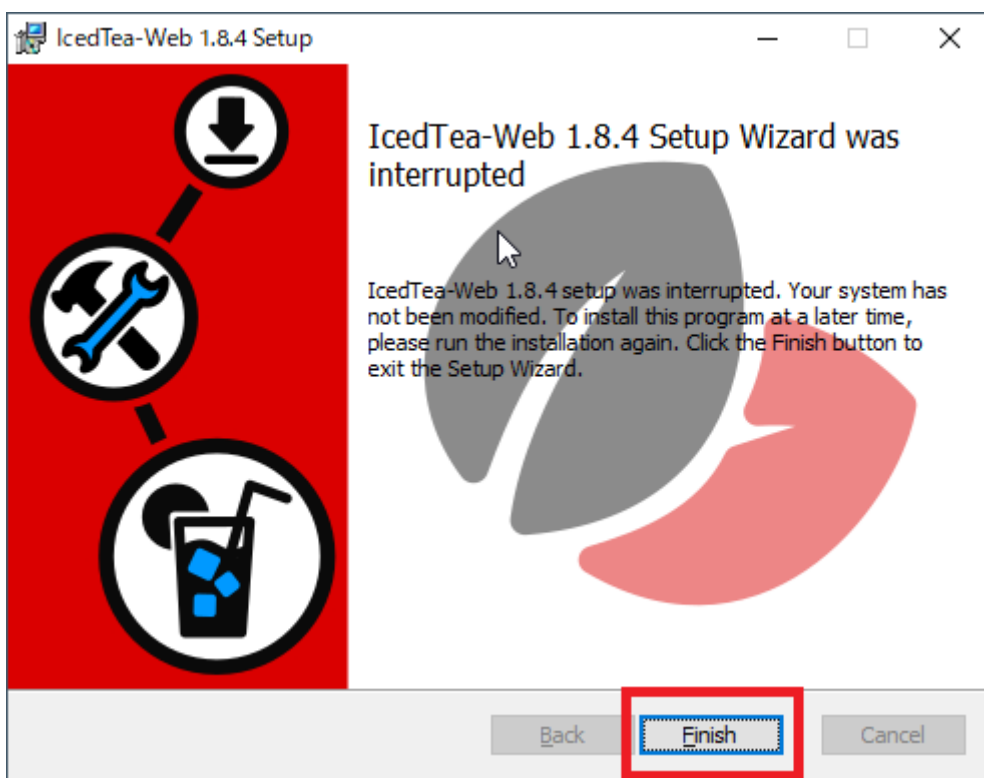 IcedTea-Web 1.8.4 Setup
IcedTea-Web 1.8.4 Setup Wizard was
interrupted
IcedTea-Web 1.8.4 setup was interrupted. Your system has
not been modified. To install this program at a later time,
please run the installation again. Click the Finish button to
exit the Setup Wizard.
Back
Finish
Cancel